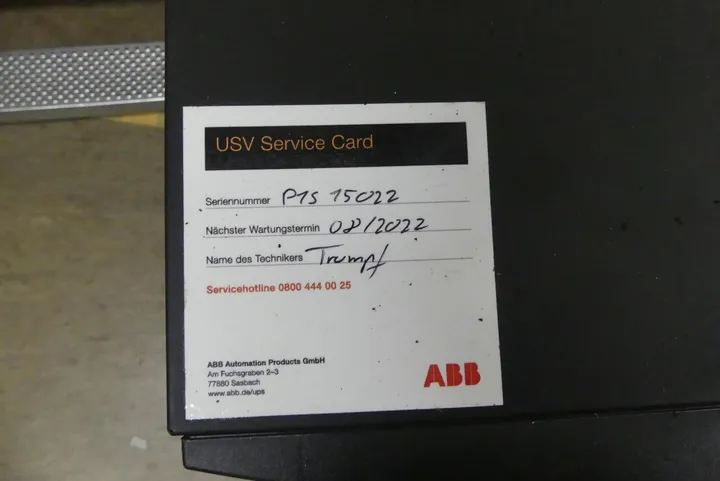 USV Service Card
Seriennummer P1S 15022
Nächster Wartungstermin 08/2022
Name des Technikers Trumpf
Servicehotline 0800 444 00 25
ABB Automation Products GmbH
Am Fuchsgraben 2–3
77880 Sasbach
www.abb.de/ups
ABB